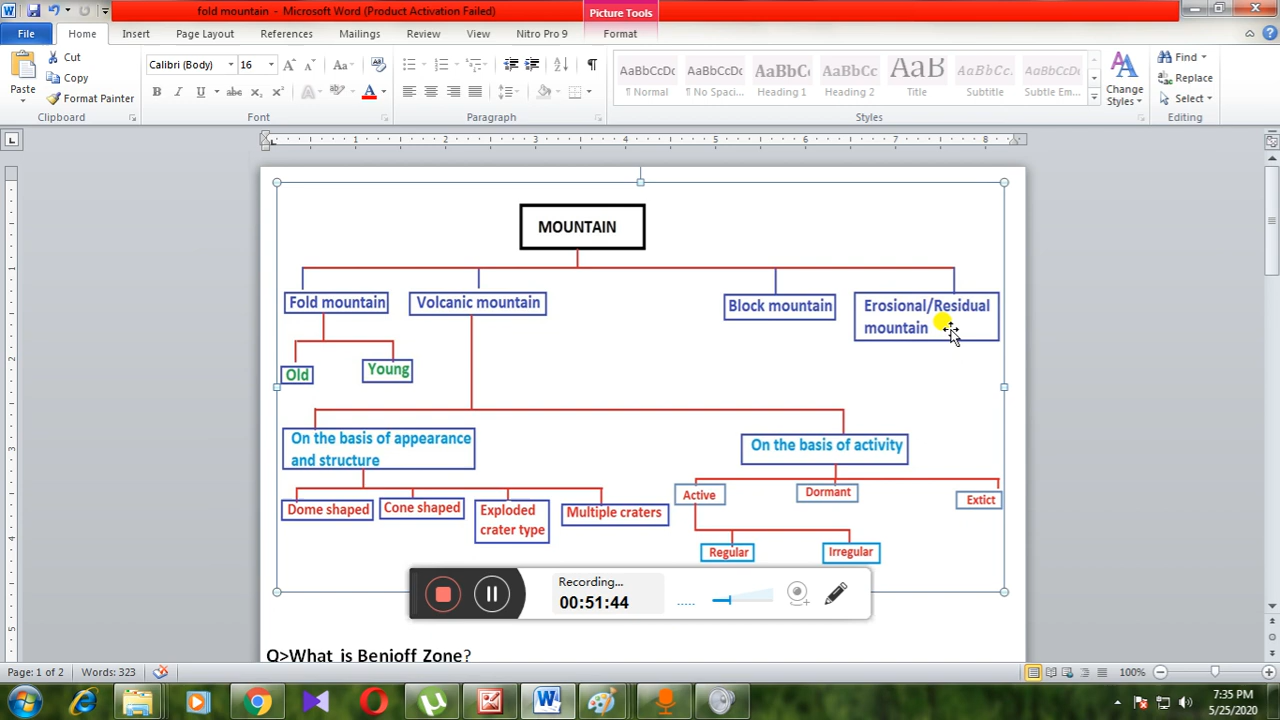 fold mountain - Microsoft Word (Product Activation Failed)
Picture Tools
File
Home
Insert
Page Layout
References
Mailings
Review
View
Nitro Pro 9
Format
Paste
Cut
Copy
Format Painter
Clipboard
Calibri (Body)
16
Font
Paragraph
AaBbCcDc
¶ Normal
AaBbCcDc
¶ No Spaci...
AaBbCc
Heading 1
AaBbCc
Heading 2
AaB
Title
AaBbCcDc
Subtitle
AaBbCcDc
Subtle Em...
Styles
Change
Styles
Find
Replace
Select
Editing
MOUNTAIN
Fold mountain
Volcanic mountain
Block mountain
Erosional/Residual
mountain
Old
Young
On the basis of appearance
and structure
On the basis of activity
Dome shaped
Cone shaped
Exploded
crater type
Multiple craters
Active
Dormant
Extict
Regular
Irregular
Recording...
00:51:44
Q>What is Benioff Zone?
Page: 1 of 2
Words: 323
100%
7:35 PM
5/25/2020